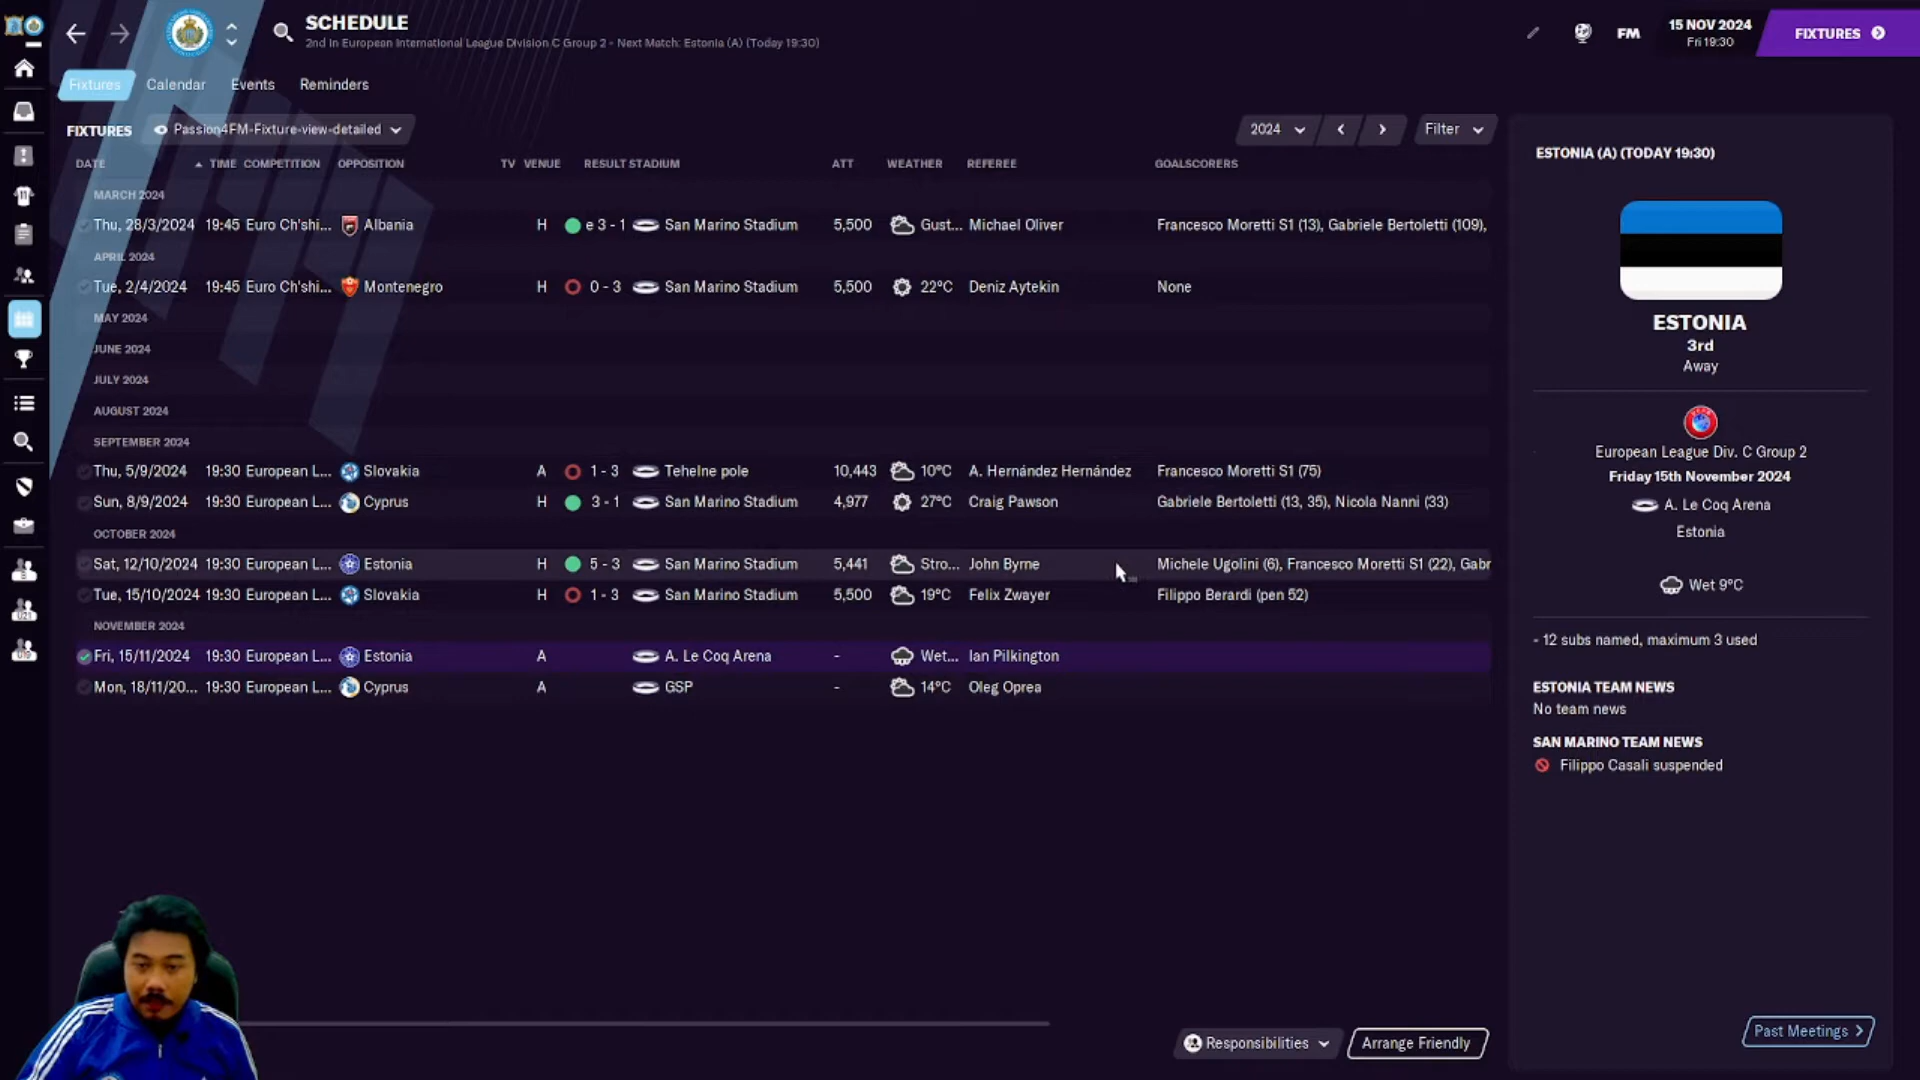 SCHEDULE
2nd in European International League Division C Group 2 - Next Match: Estonia (A) (Today 19:30)
FM
15 NOV 2024
Fri 19:30
FIXTURES
Fixtures Calendar Events Reminders
FIXTURES Passion4FM-Fixture-view-detailed 2024 Filter
DATE TIME COMPETITION OPPOSITION TV VENUE RESULT STADIUM ATT WEATHER REFEREE GOALSCORERS
MARCH 2024
Thu, 28/3/2024 19:45 Euro Ch'shi... Albania H e 3 - 1 San Marino Stadium 5,500 Gust... Michael Oliver Francesco Moretti S1 (13), Gabriele Bertoletti (109),
APRIL 2024
Tue, 2/4/2024 19:45 Euro Ch'shi... Montenegro H 0 - 3 San Marino Stadium 5,500 22°C Deniz Aytekin None
MAY 2024
JUNE 2024
JULY 2024
AUGUST 2024
SEPTEMBER 2024
Thu, 5/9/2024 19:30 European L... Slovakia A 1 - 3 Tehelne pole 10,443 10°C A. Hernández Hernández Francesco Moretti S1 (75)
Sun, 8/9/2024 19:30 European L... Cyprus H 3 - 1 San Marino Stadium 4,977 27°C Craig Pawson Gabriele Bertoletti (13, 35), Nicola Nanni (33)
OCTOBER 2024
Sat, 12/10/2024 19:30 European L... Estonia H 5 - 3 San Marino Stadium 5,441 Stro... John Byrne Michele Ugolini (6), Francesco Moretti S1 (22), Gabr
Tue, 15/10/2024 19:30 European L... Slovakia H 1 - 3 San Marino Stadium 5,500 19°C Felix Zwayer Filippo Berardi (pen 52)
NOVEMBER 2024
Fri, 15/11/2024 19:30 European L... Estonia A A. Le Coq Arena - Wet... Ian Pilkington
Mon, 18/11/20... 19:30 European L... Cyprus A GSP - 14°C Oleg Oprea
ESTONIA (A) (TODAY 19:30)
ESTONIA
3rd
Away
European League Div. C Group 2
Friday 15th November 2024
A. Le Coq Arena
Estonia
Wet 9°C
- 12 subs named, maximum 3 used
ESTONIA TEAM NEWS
No team news
SAN MARINO TEAM NEWS
Filippo Casali suspended
Past Meetings
Responsibilities Arrange Friendly